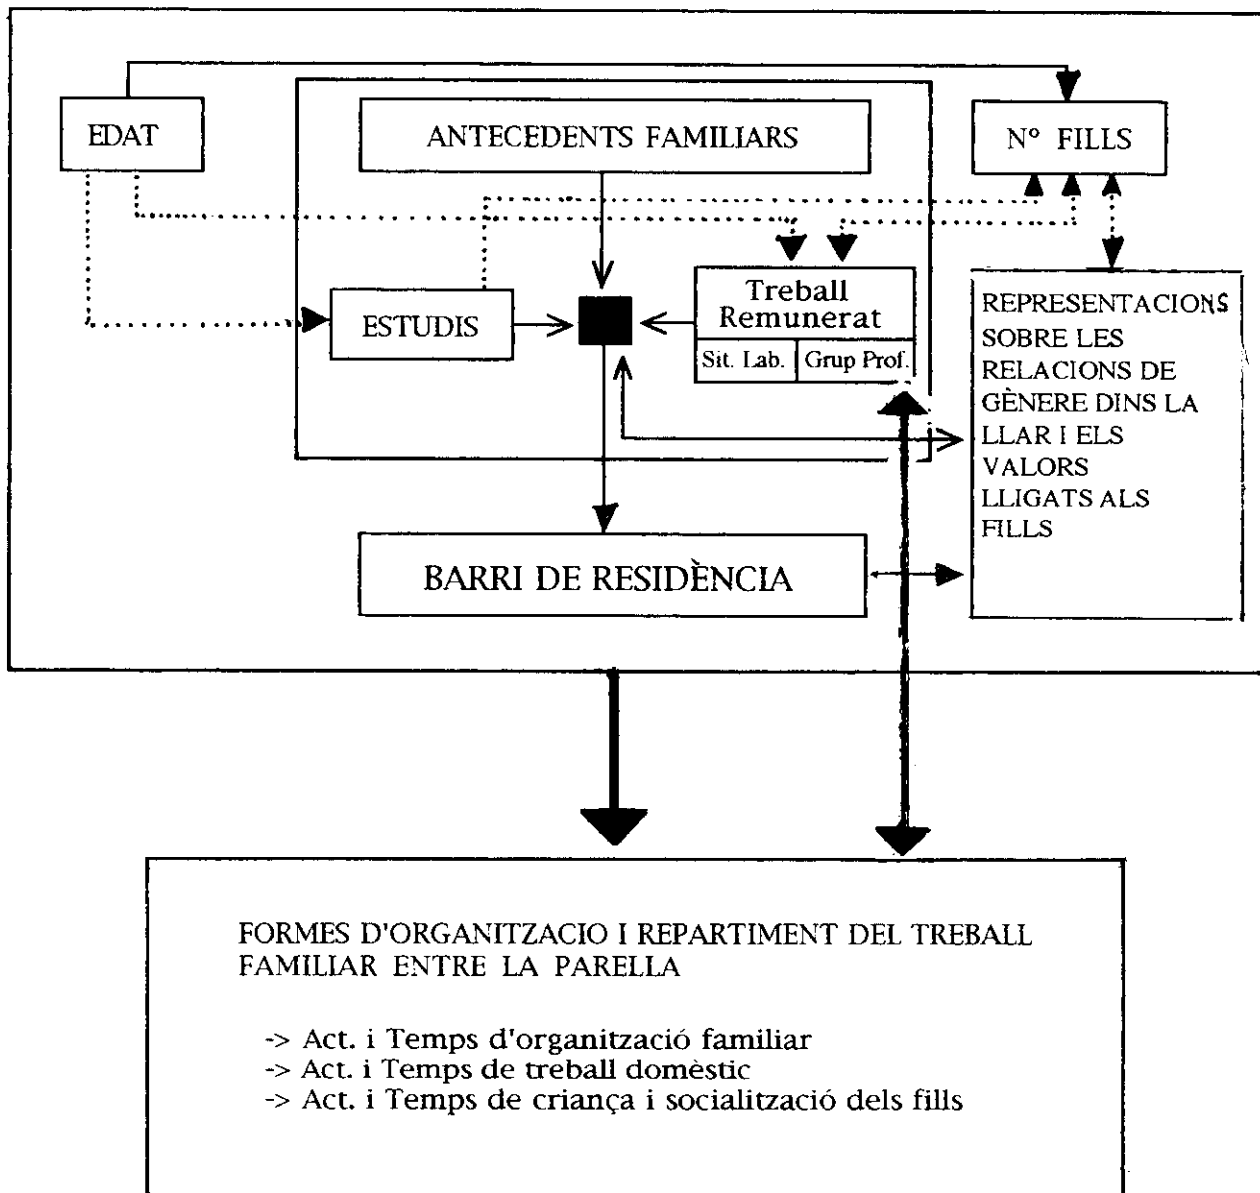 EDAT
ANTECEDENTS FAMILIARS
Nº FILLS
ESTUDIS
Treball
Remunerat
Sit. Lab.
Grup Prof.
REPRESENTACIONS
SOBRE LES
RELACIONS DE
GÈNERE DINS LA
LLAR I ELS
VALORS
LLIGATS ALS
FILLS
BARRI DE RESIDÈNCIA
FORMES D'ORGANITZACIO I REPARTIMENT DEL TREBALL
FAMILIAR ENTRE LA PARELLA
-> Act. i Temps d'organització familiar
-> Act. i Temps de treball domèstic
-> Act. i Temps de criança i socialització dels fills